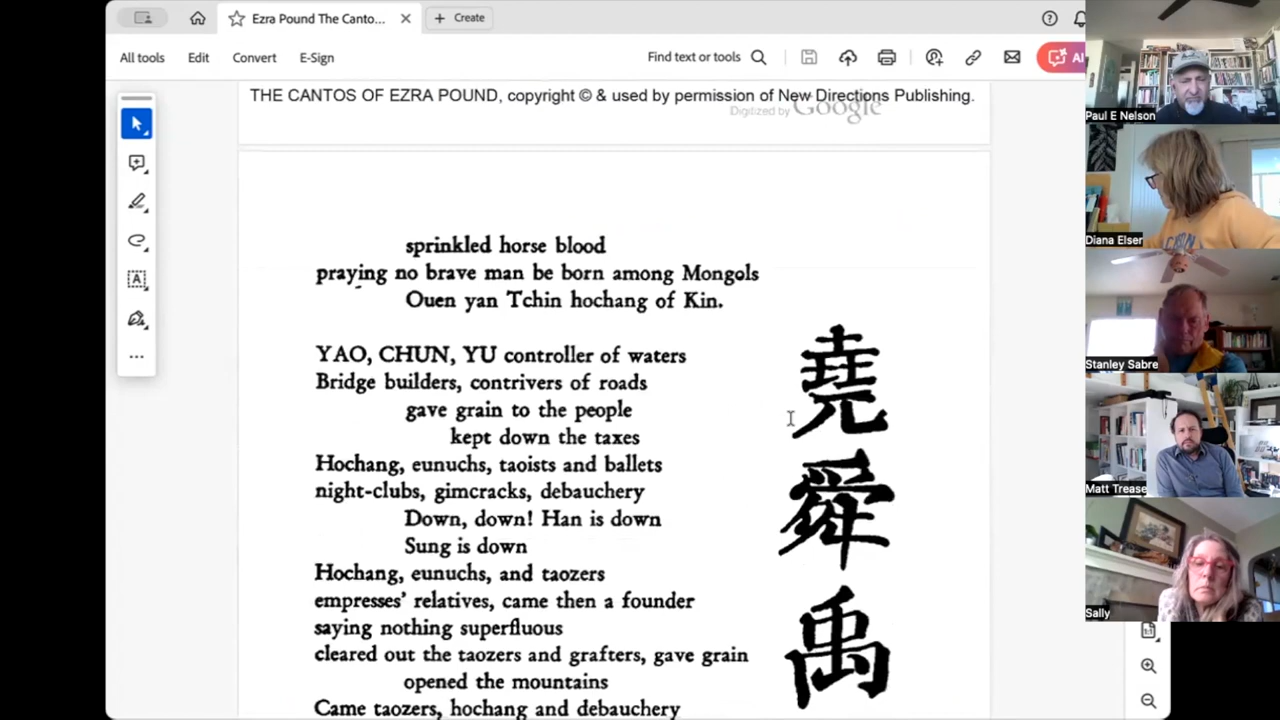 Ezra Pound The Canto...
Create
All tools
Edit
Convert
E-Sign
Find text or tools
AI
THE CANTOS OF EZRA POUND, copyright © & used by permission of New Directions Publishing.
Digitized by Google
sprinkled horse blood
praying no brave man be born among Mongols
Ouen yan Tchin hochang of Kin.
YAO, CHUN, YU controller of waters
Bridge builders, contrivers of roads
gave grain to the people
kept down the taxes
Hochang, eunuchs, taoists and ballets
night-clubs, gimcracks, debauchery
Down, down! Han is down
Sung is down
Hochang, eunuchs, and taozers
empresses' relatives, came then a founder
saying nothing superfluous
cleared out the taozers and grafters, gave grain
opened the mountains
Came taozers, hochang and debauchery
堯
舜
禹
Paul E Nelson
Diana Elser
Stanley Sabre
Matt Trease
Sally
1:1